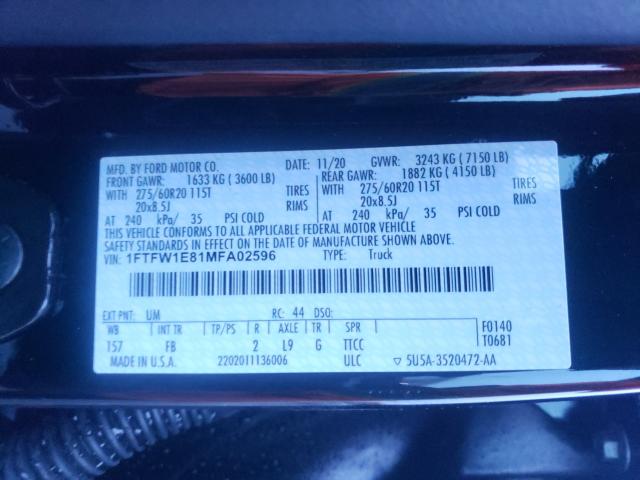 MFD. BY FORD MOTOR CO. DATE: 11/20 GVWR: 3243 KG ( 7150 LB)
FRONT GAWR: 1633 KG ( 3600 LB) REAR GAWR: 1882 KG ( 4150 LB)
WITH 275/60R20 115T TIRES WITH 275/60R20 115T TIRES
20x8.5J RIMS 20x8.5J RIMS
AT 240 kPa/ 35 PSI COLD AT 240 kPa/ 35 PSI COLD
THIS VEHICLE CONFORMS TO ALL APPLICABLE FEDERAL MOTOR VEHICLE
SAFETY STANDARDS IN EFFECT ON THE DATE OF MANUFACTURE SHOWN ABOVE.
VIN: 1FTFW1E81MFA02596 TYPE: Truck
EXT PNT: UM RC: 44 DSO:
WB INT TR TP/PS R AXLE TR SPR F0140
157 FB 2 L9 G TTCC T0681
MADE IN U.S.A. 2202011136006 ULC ▽ 5U5A-3520472-AA